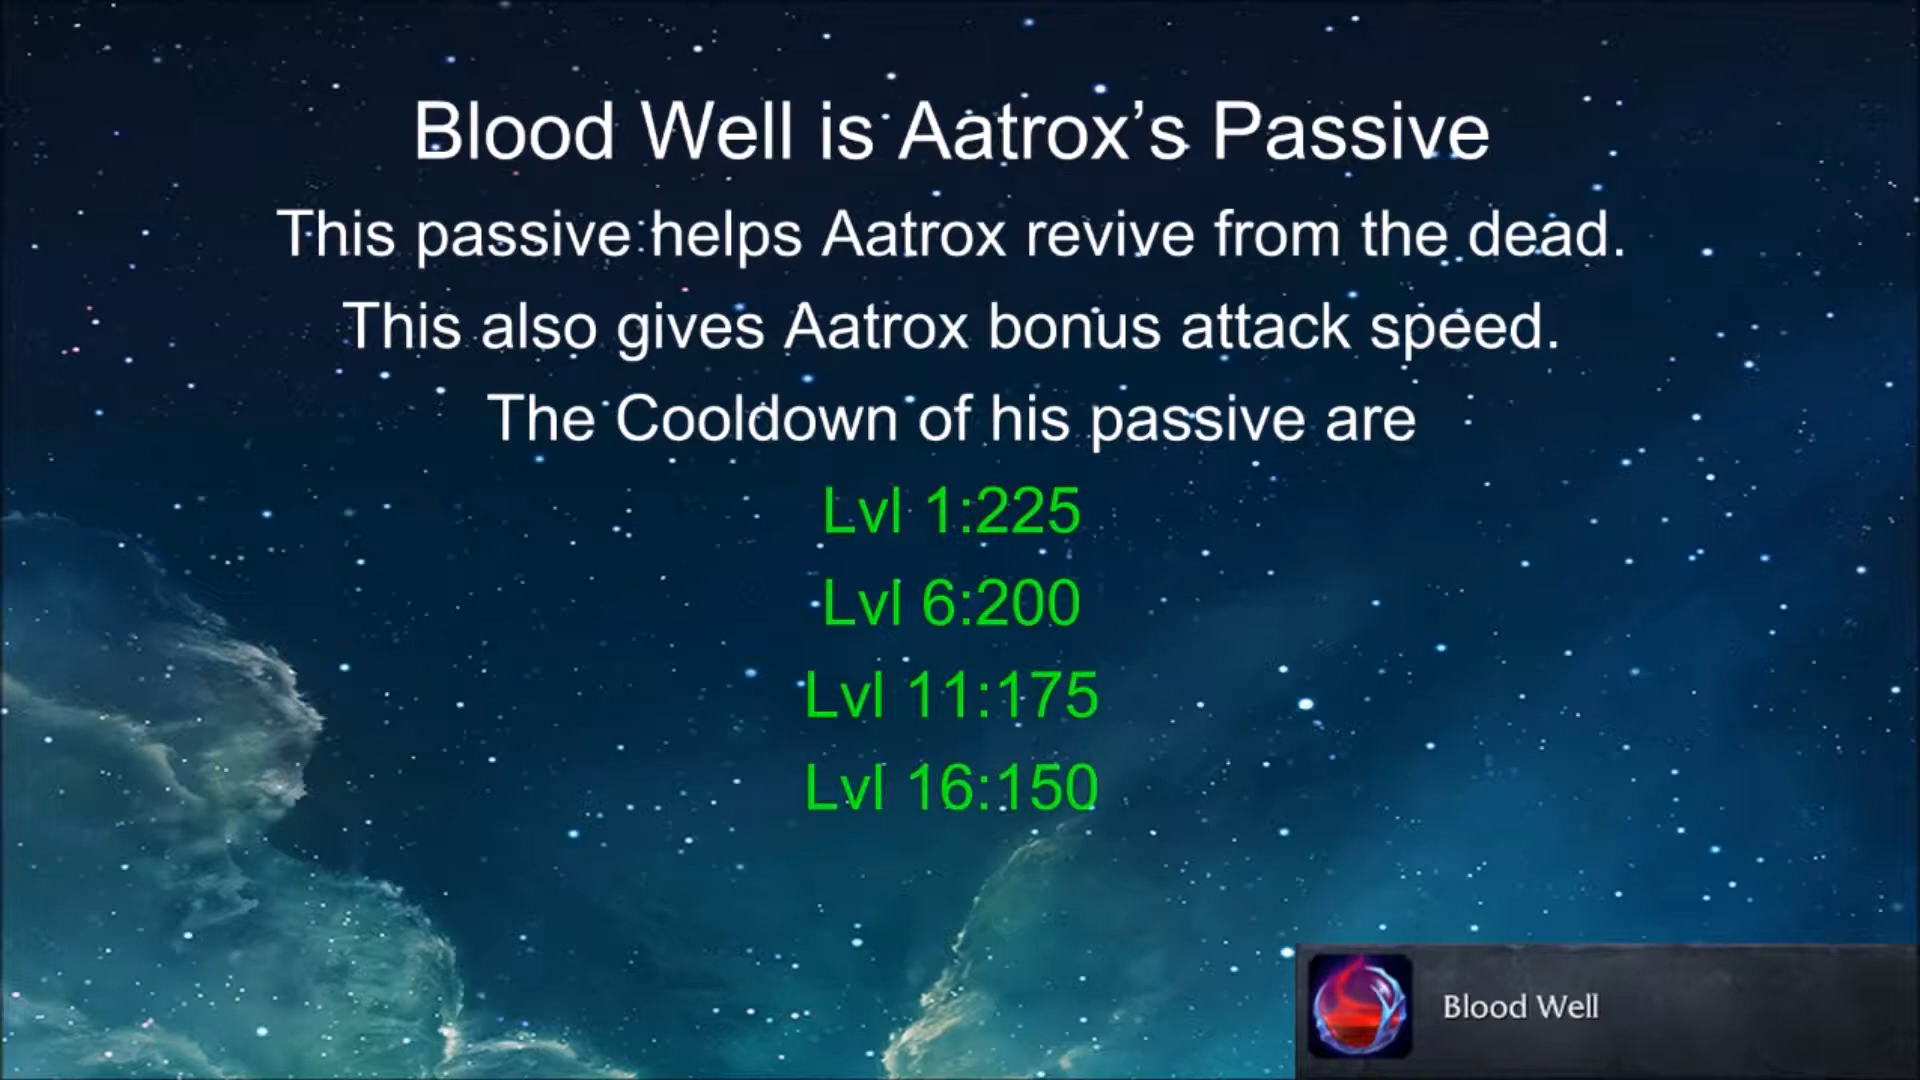 Blood Well is Aatrox’s Passive
This passive helps Aatrox revive from the dead.
This also gives Aatrox bonus attack speed.
The Cooldown of his passive are
Lvl 1:225
Lvl 6:200
Lvl 11:175
Lvl 16:150
Blood Well